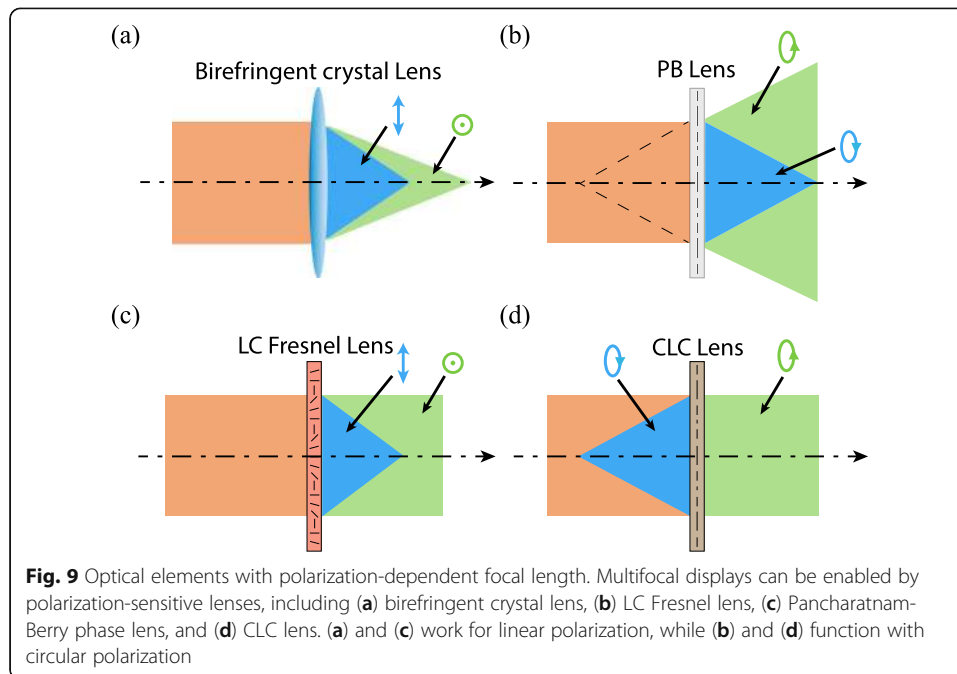 (a)
Birefringent crystal Lens
(b)
PB Lens
(c)
LC Fresnel Lens
(d)
CLC Lens
Fig. 9 Optical elements with polarization-dependent focal length. Multifocal displays can be enabled by
polarization-sensitive lenses, including (a) birefringent crystal lens, (b) LC Fresnel lens, (c) Pancharatnam-
Berry phase lens, and (d) CLC lens. (a) and (c) work for linear polarization, while (b) and (d) function with
circular polarization